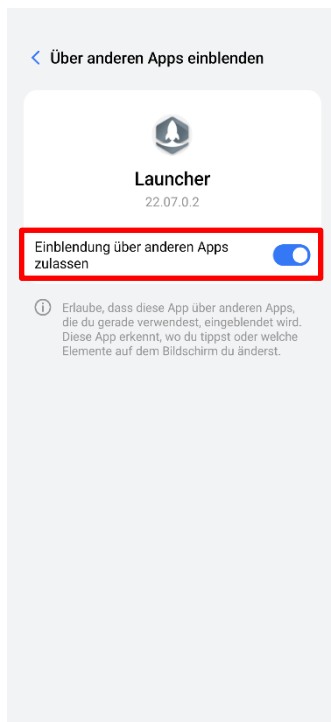 Über anderen Apps einblenden
Launcher
22.07.0.2
Einblendung über anderen Apps
zulassen
Erlaube, dass diese App über anderen Apps,
die du gerade verwendest, eingeblendet wird.
Diese App erkennt, wo du tippst oder welche
Elemente auf dem Bildschirm du änderst.